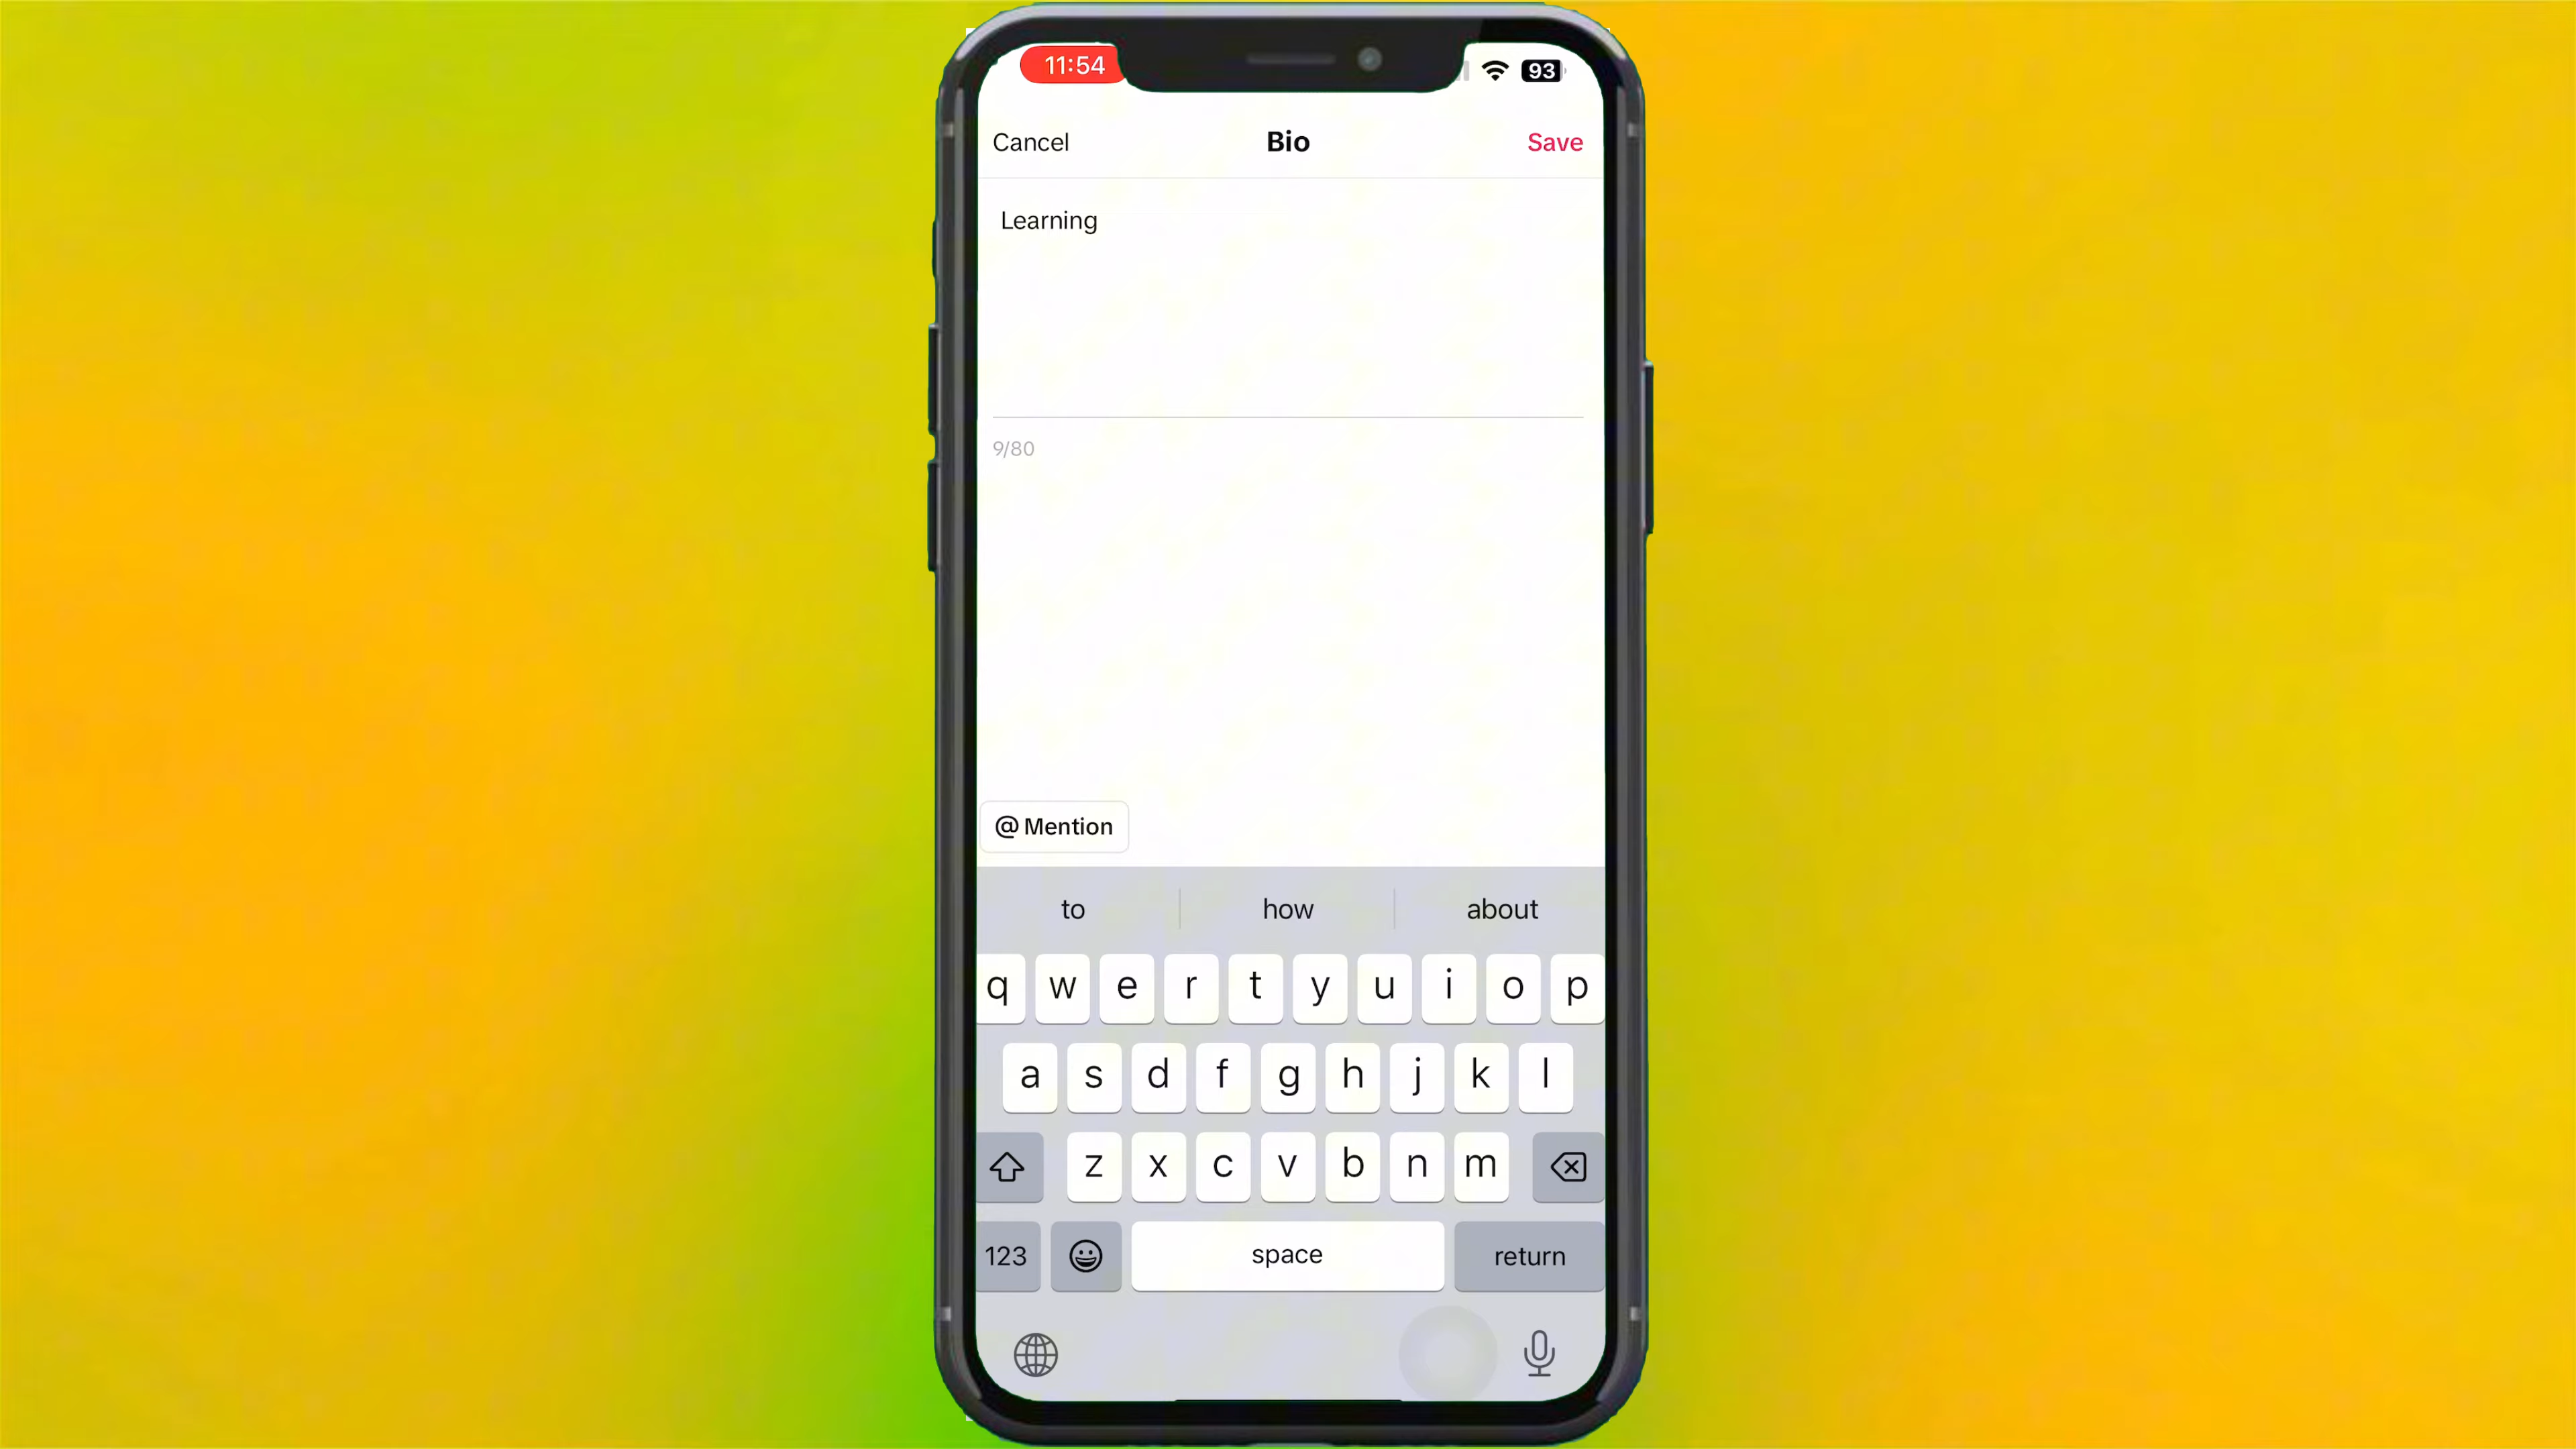 11:54
93
Cancel
Bio
Save
Learning
9/80
@ Mention
to
how
about
q w e r t y u i o p
a s d f g h j k l
z x c v b n m
123
space
return